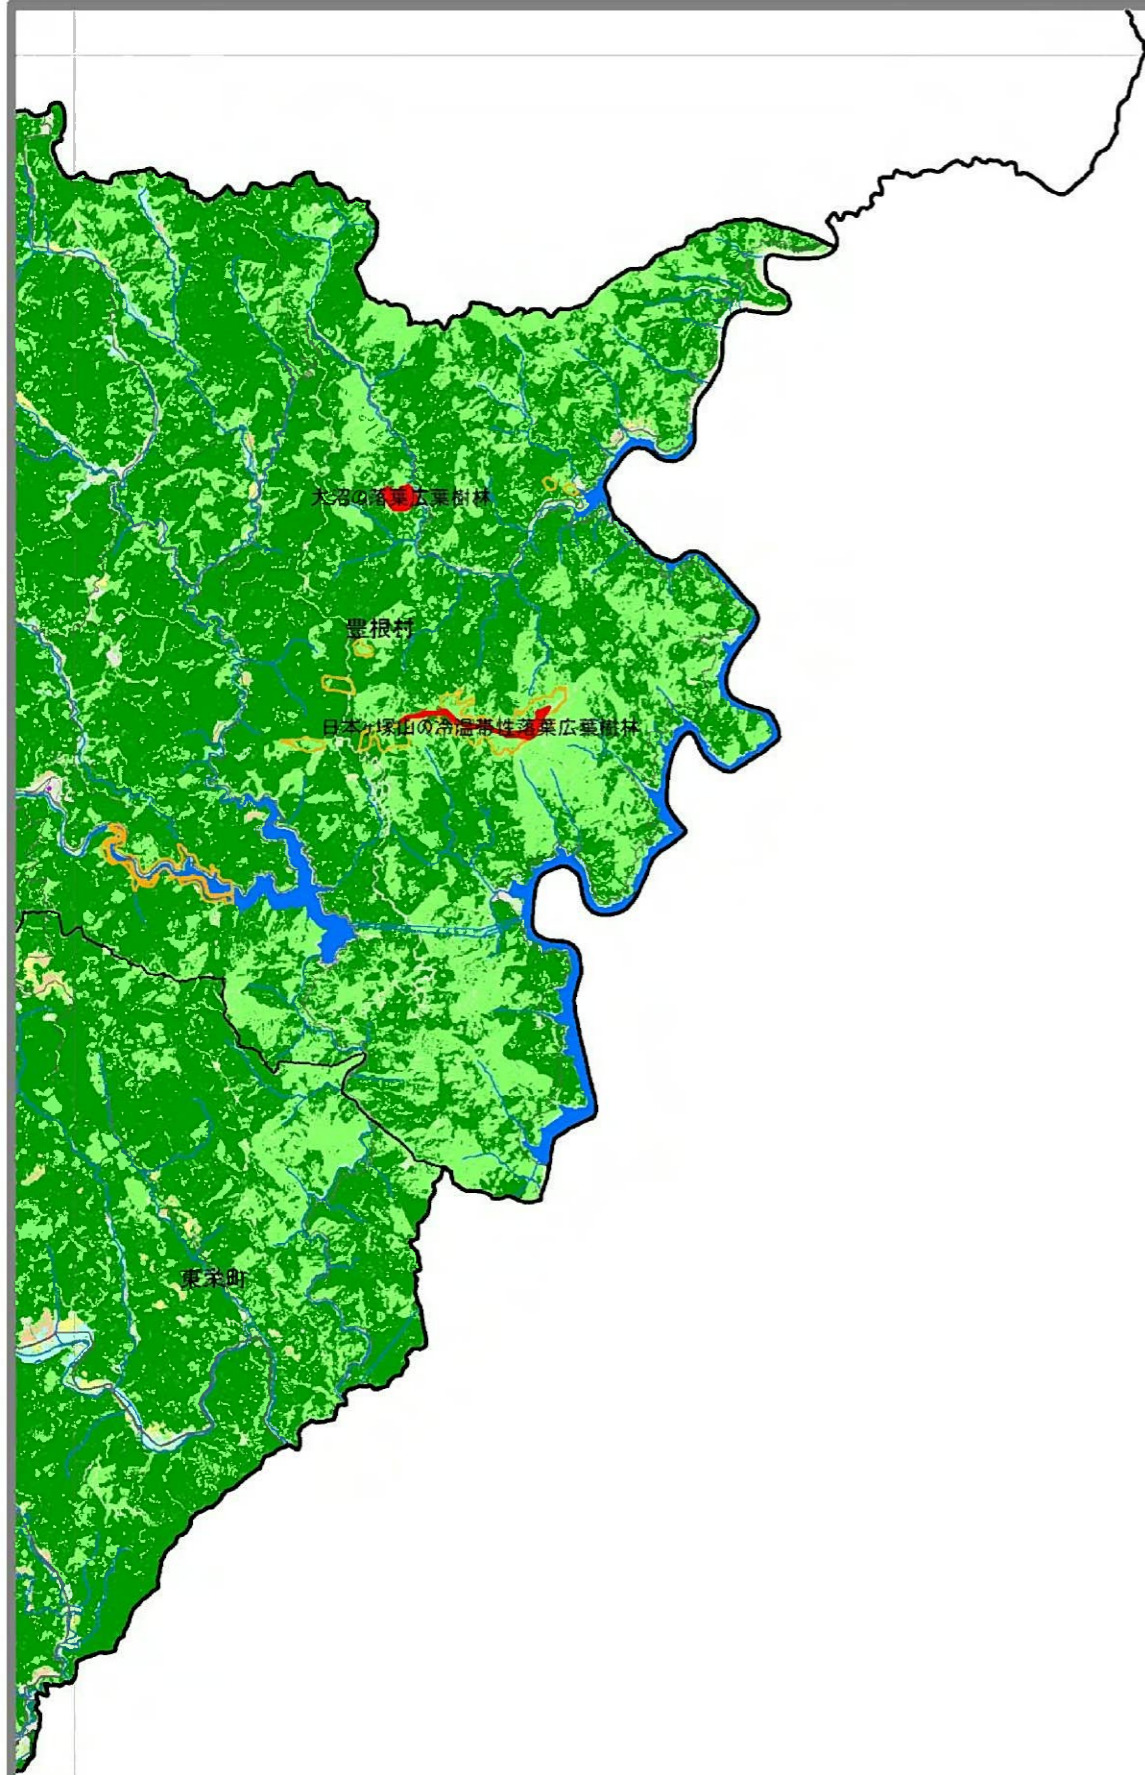 大沼の落葉広葉樹林
豊根村
日本ヶ塚山の冷温帯性落葉広葉樹林
東栄町